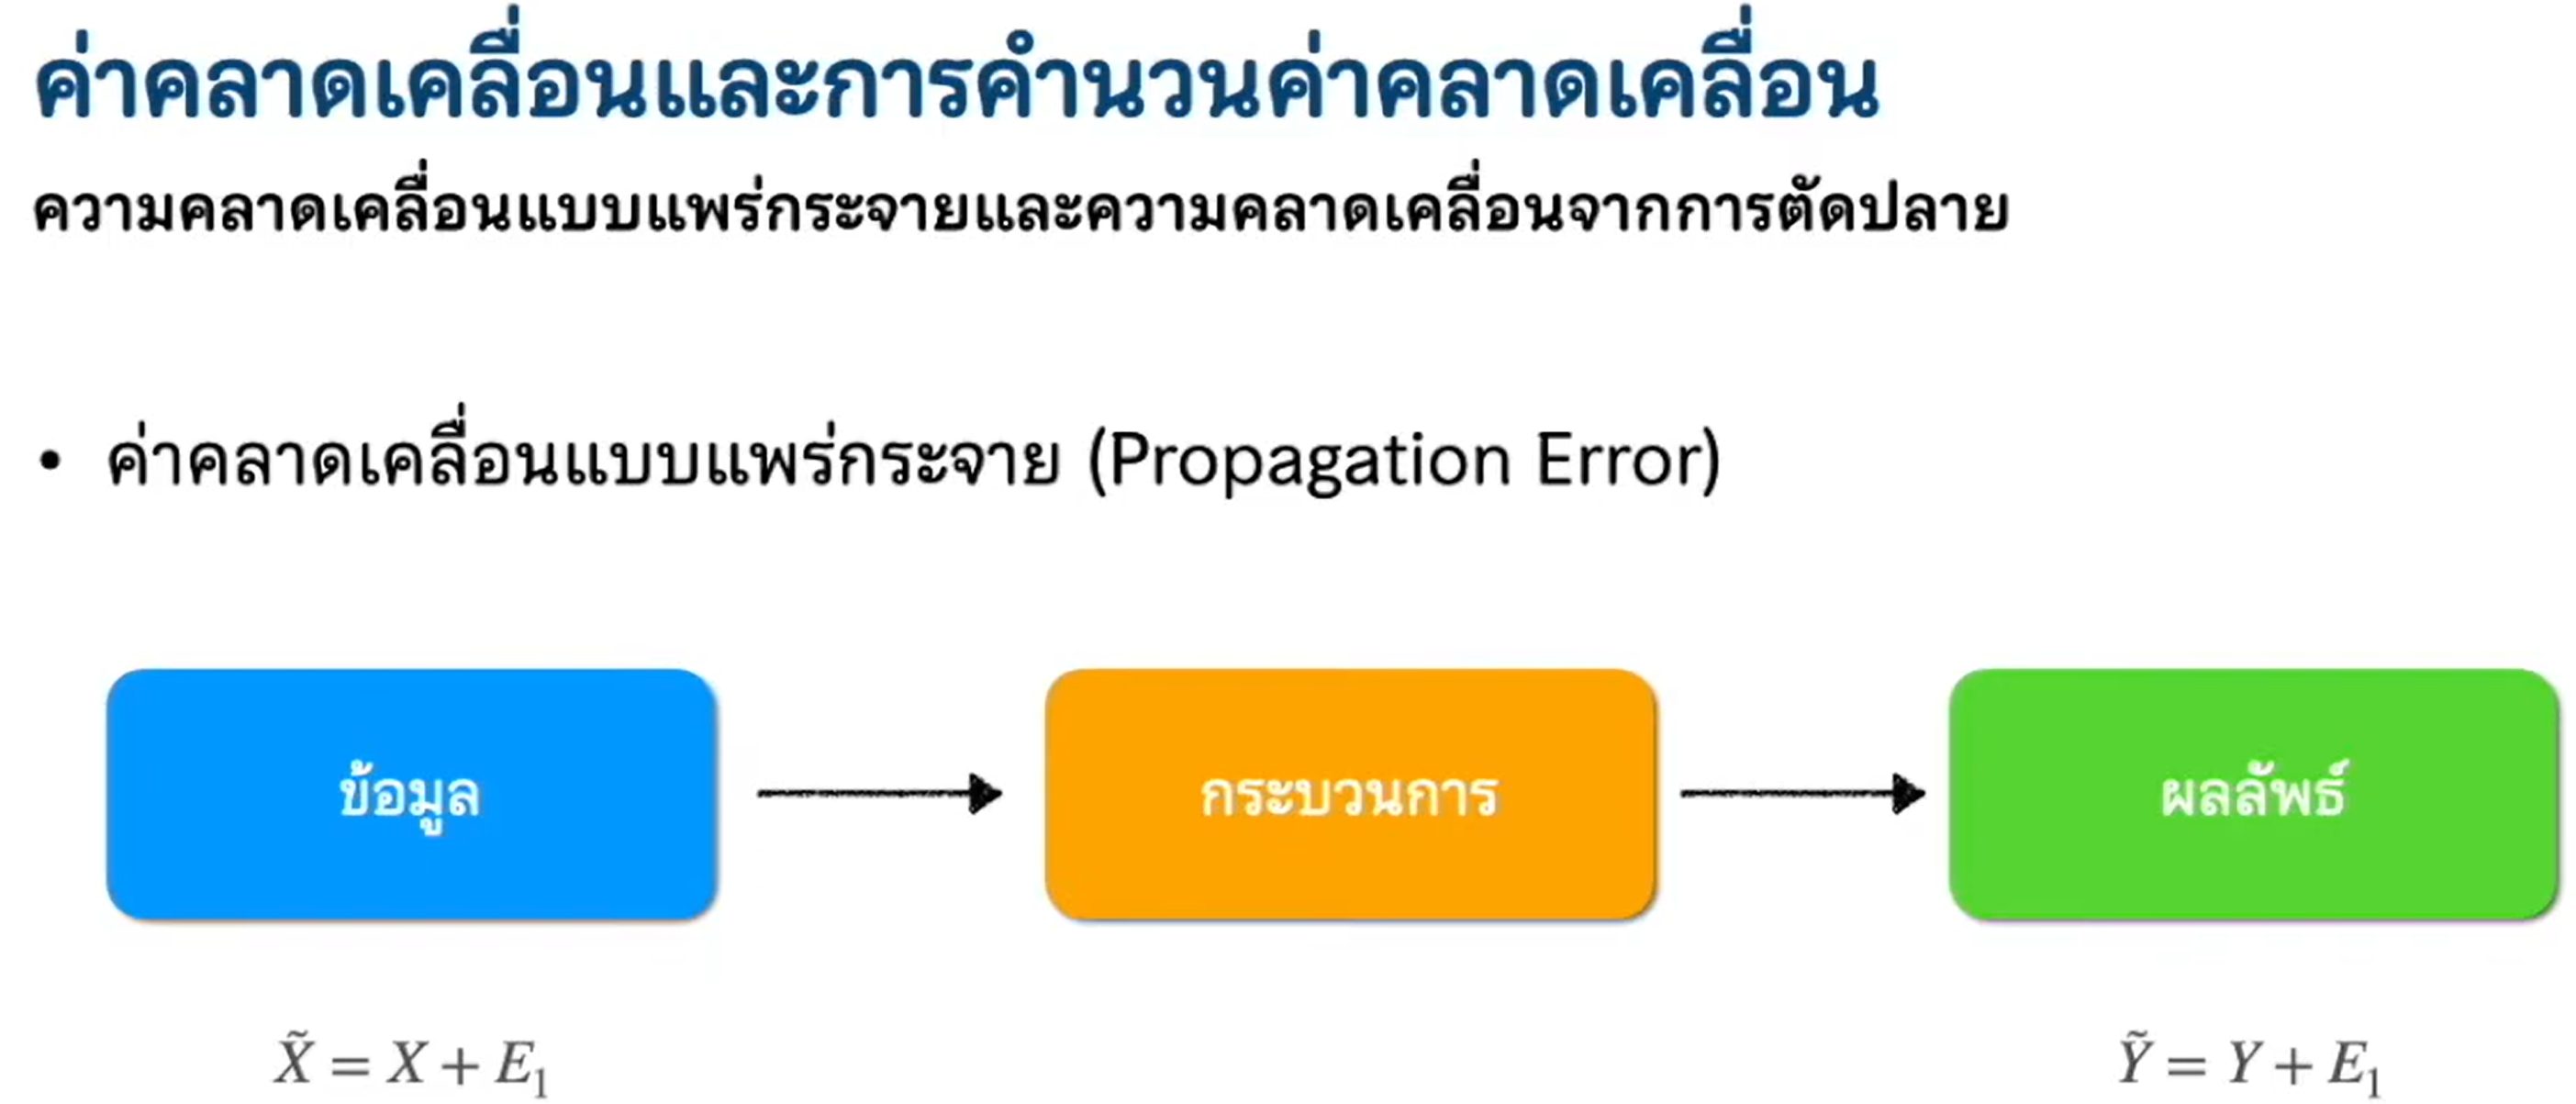 ค่าคลาดเคลื่อนและการคำนวนค่าคลาดเคลื่อน
ความคลาดเคลื่อนแบบแพร่กระจายและความคลาดเคลื่อนจากการตัดปลาย
• ค่าคลาดเคลื่อนแบบแพร่กระจาย (Propagation Error)
ข้อมูล
กระบวนการ
ผลลัพธ์
X̃ = X + E₁
Ỹ = Y + E₁